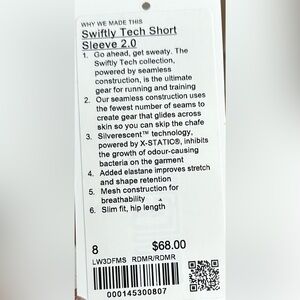 WHY WE MADE THIS
Swiftly Tech Short
Sleeve 2.0
1. Go ahead, get sweaty. The
Swiftly Tech collection,
powered by seamless
construction, is the ultimate
gear for running and training
2. Our seamless construction uses
the fewest number of seams to
create gear that glides across
skin so you can skip the chafe
3. Silverescent™ technology,
powered by X-STATIC®, inhibits
the growth of odour-causing
bacteria on the garment
4. Added elastane improves stretch
and shape retention
5. Mesh construction for
breathability
6. Slim fit, hip length
8 $68.00
LW3DFMS RDMR/RDMR
000145300807